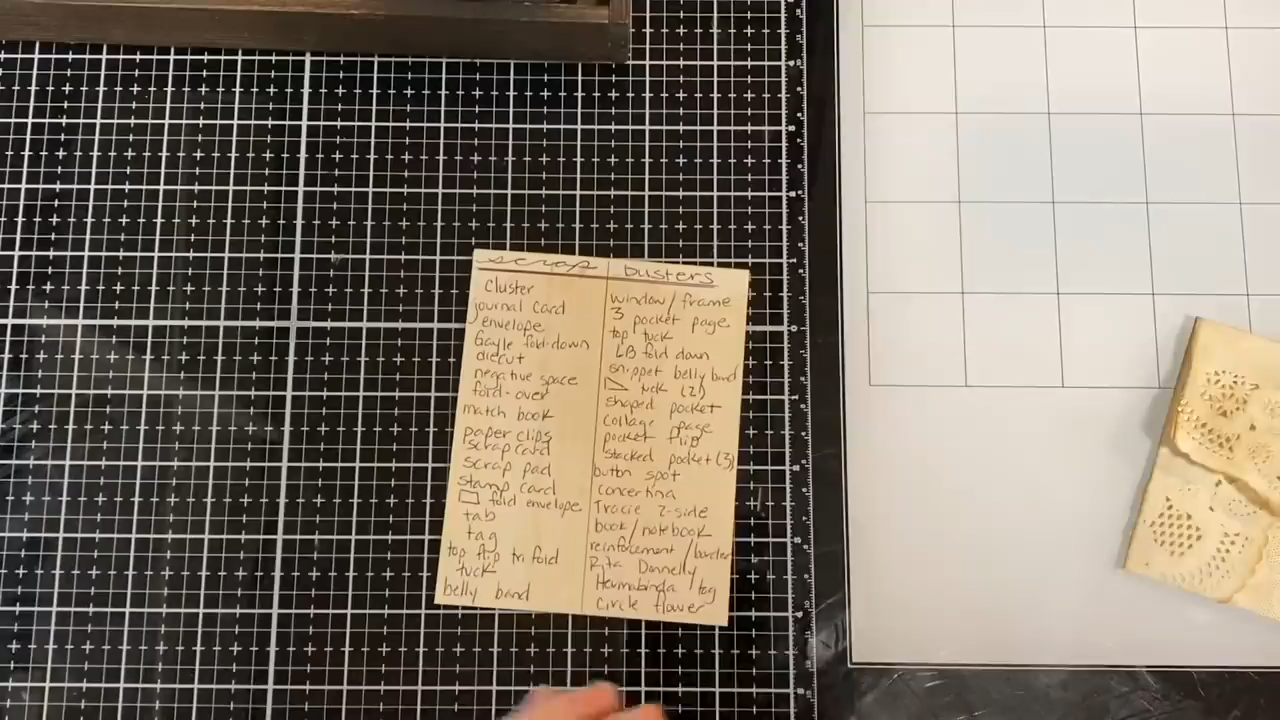 scrap busters
cluster
journal card
envelope
Gayle fold-down
diecut
negative space
fold-over
match book
paper clips
scrap card
scrap pad
stamp card
fold envelope
tab
tag
top flip tri fold
tuck
belly band
window/frame
3 pocket page
top tuck
LB fold down
snippet belly band
tuck (2)
shaped pocket
collage page
pocket flip
stacked pocket (3)
button spot
concertina
Tracie 2-side
book/notebook
reinforcement/border
Rita Donnelly
tag
circle flower